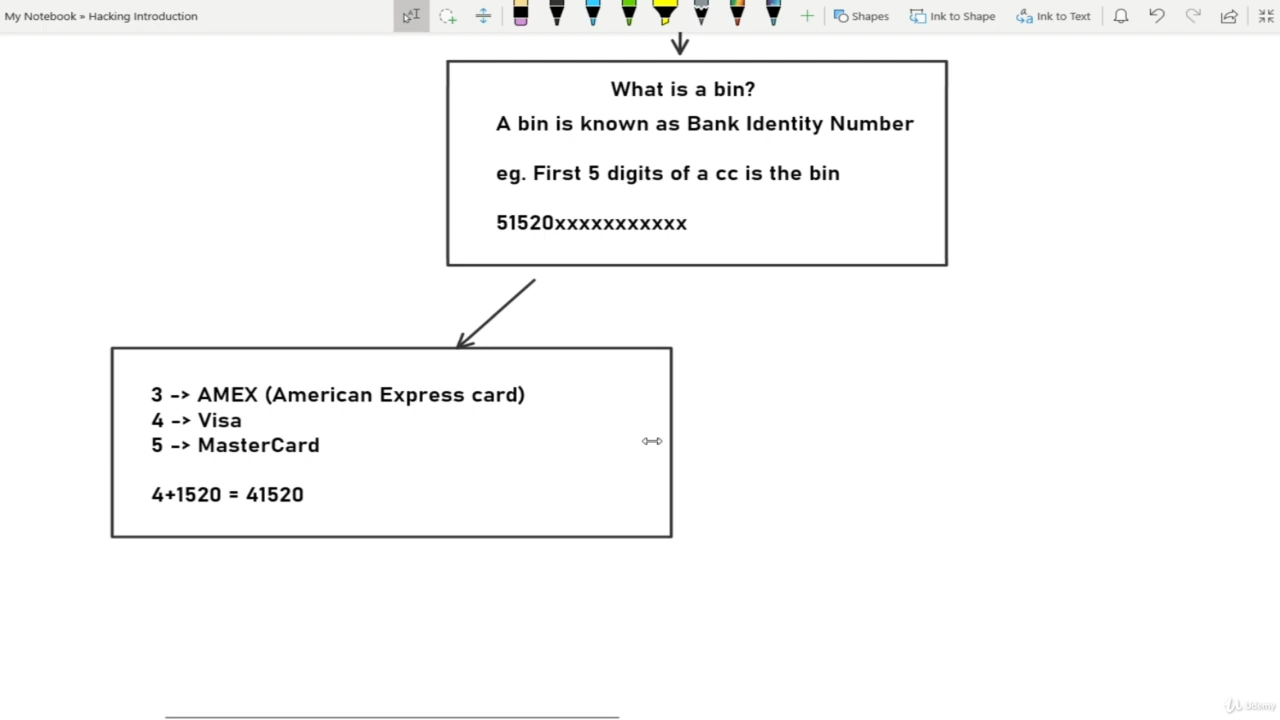 My Notebook » Hacking Introduction
Shapes
Ink to Shape
Ink to Text
What is a bin?
A bin is known as Bank Identity Number
eg. First 5 digits of a cc is the bin
51520xxxxxxxxxxx
3 -> AMEX (American Express card)
4 -> Visa
5 -> MasterCard
4+1520 = 41520
Udemy